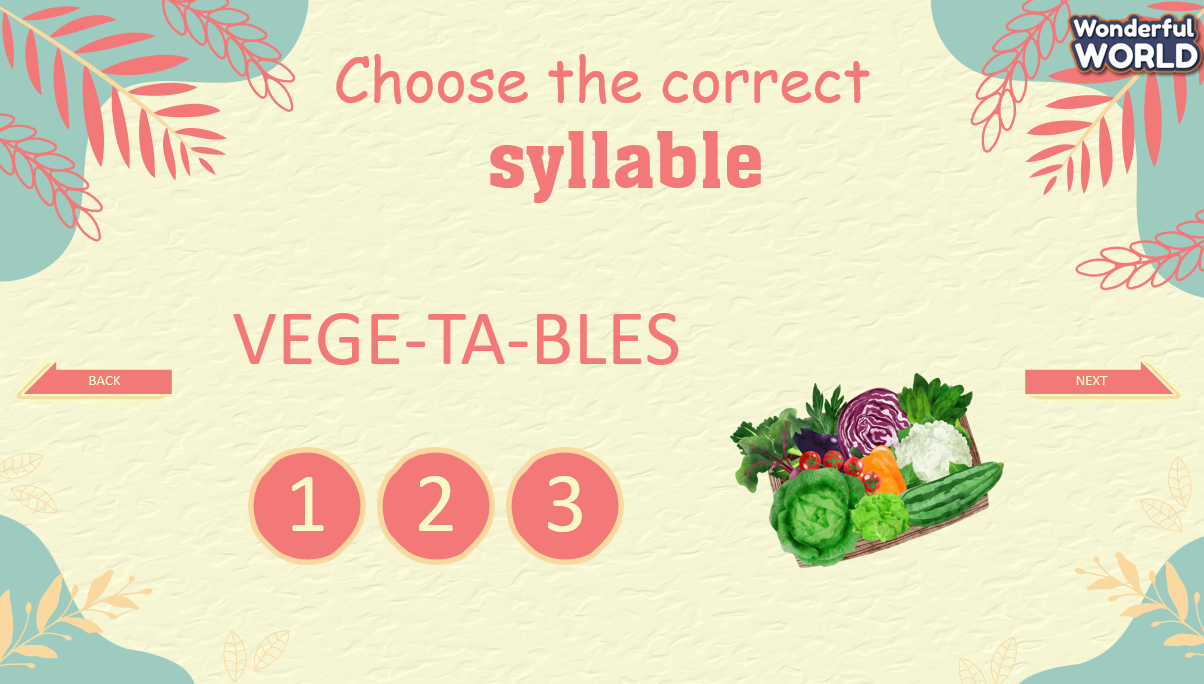 Wonderful
WORLD
Choose the correct
syllable
VEGE-TA-BLES
BACK
NEXT
1 2 3